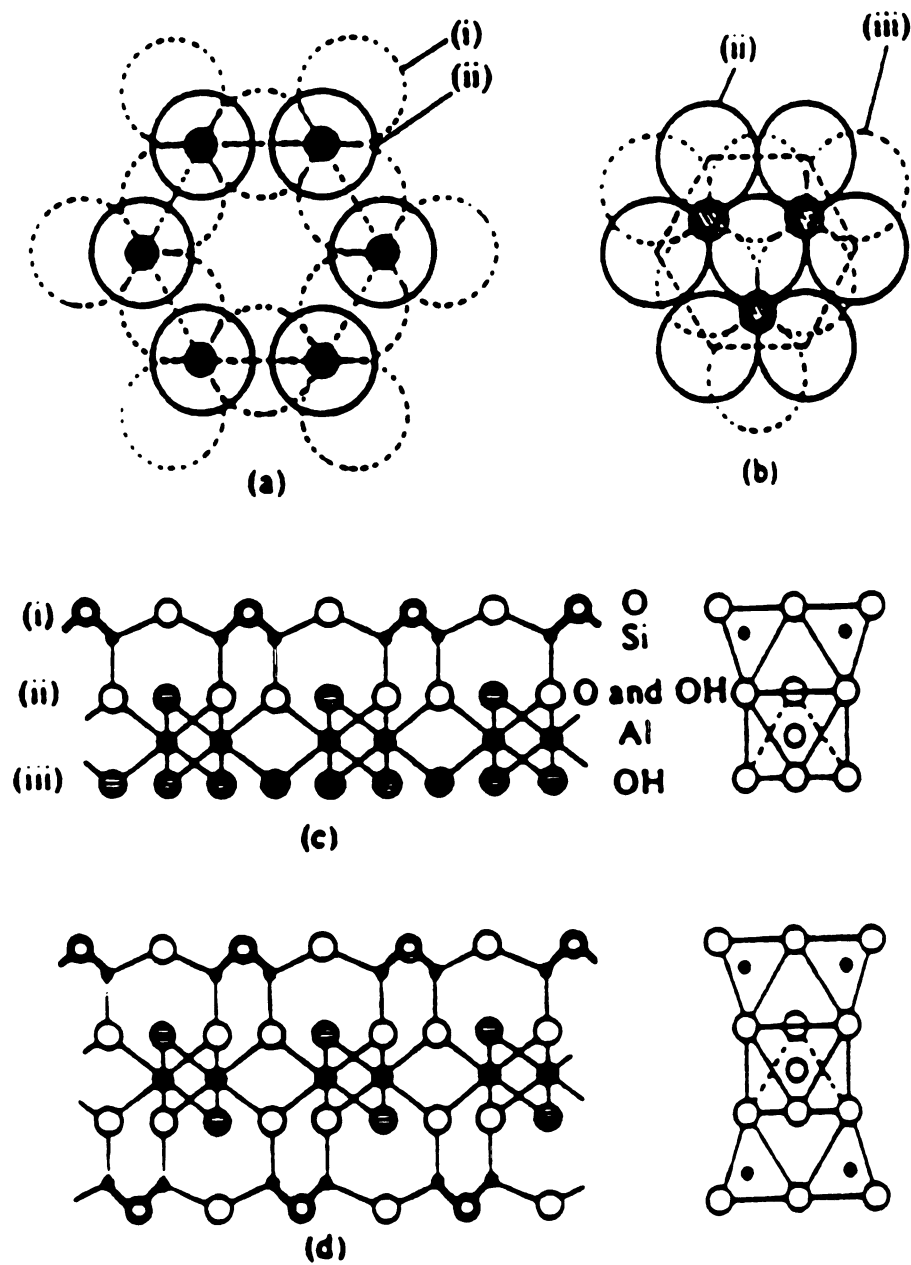 (i)
(ii)
(ii)
(iii)
(a)
(b)
(i)
O
Si
(ii)
O and OH
Al
(iii)
OH
(c)
(d)